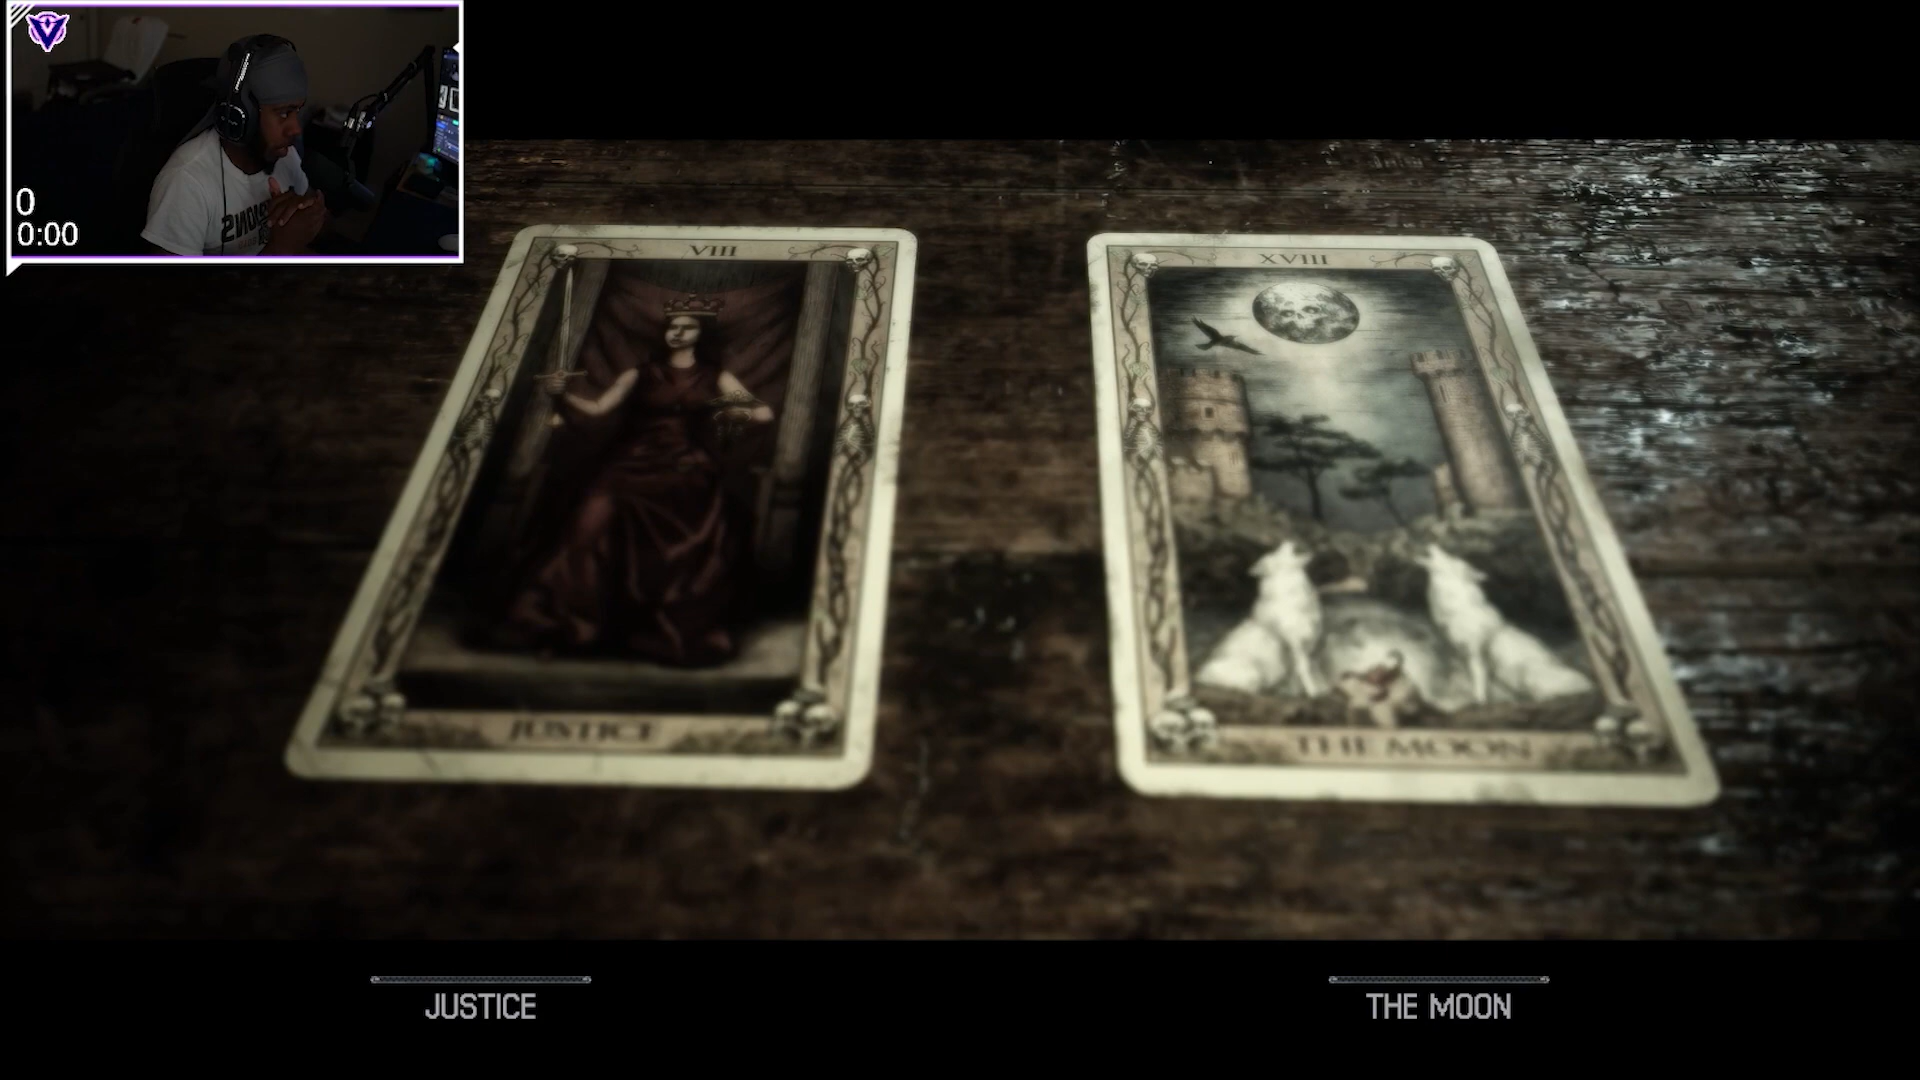 0
0:00
VIII
XVIII
JUSTICE
THE MOON
JUSTICE
THE MOON